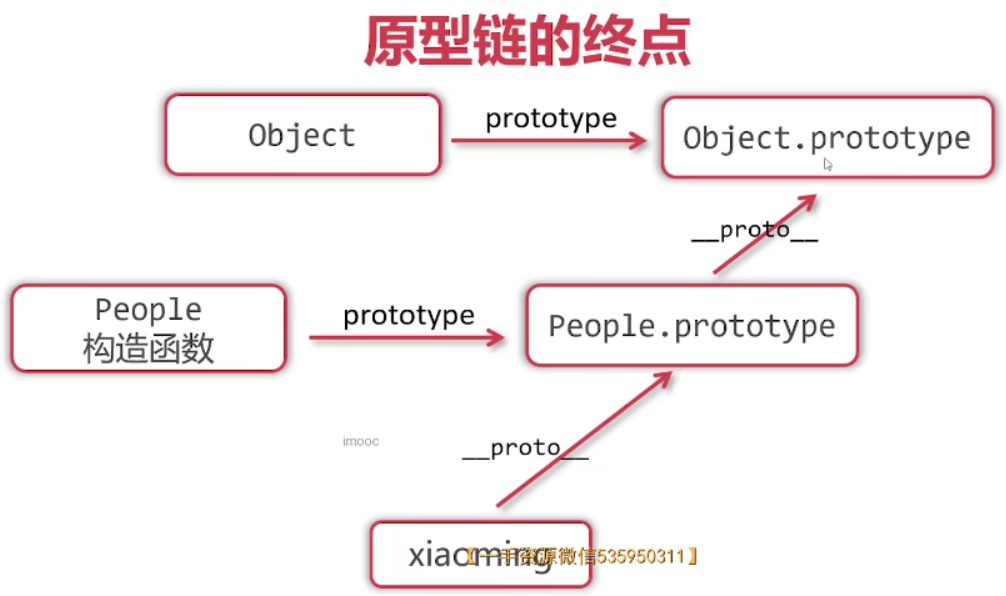 原型链的终点
Object
prototype
Object.prototype
__proto__
People
构造函数
prototype
People.prototype
imooc
__proto__
xiaoming
【一手资源微信535950311】